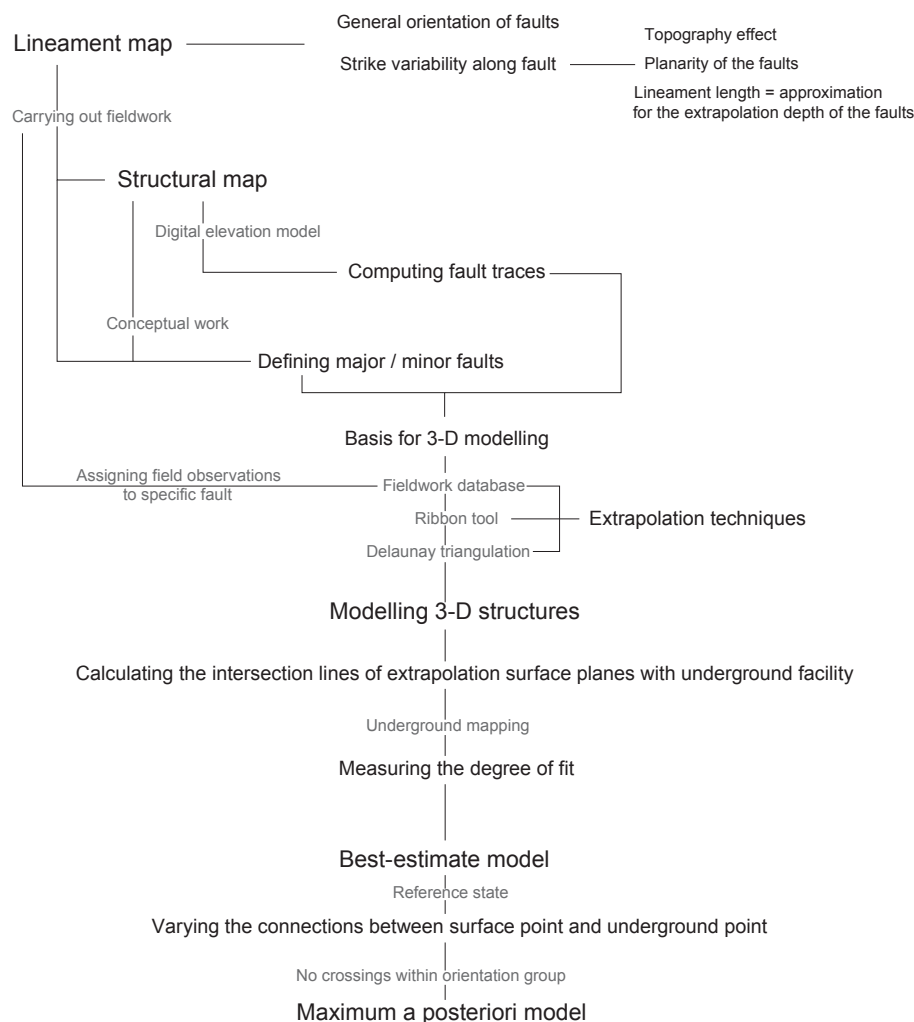 General orientation of faults
Lineament map
Topography effect
Strike variability along fault
Planarity of the faults
Lineament length = approximation
for the extrapolation depth of the faults
Carrying out fieldwork
Structural map
Digital elevation model
Computing fault traces
Conceptual work
Defining major / minor faults
Basis for 3-D modelling
Assigning field observations
to specific fault
Fieldwork database
Ribbon tool
Extrapolation techniques
Delaunay triangulation
Modelling 3-D structures
Calculating the intersection lines of extrapolation surface planes with underground facility
Underground mapping
Measuring the degree of fit
Best-estimate model
Reference state
Varying the connections between surface point and underground point
No crossings within orientation group
Maximum a posteriori model